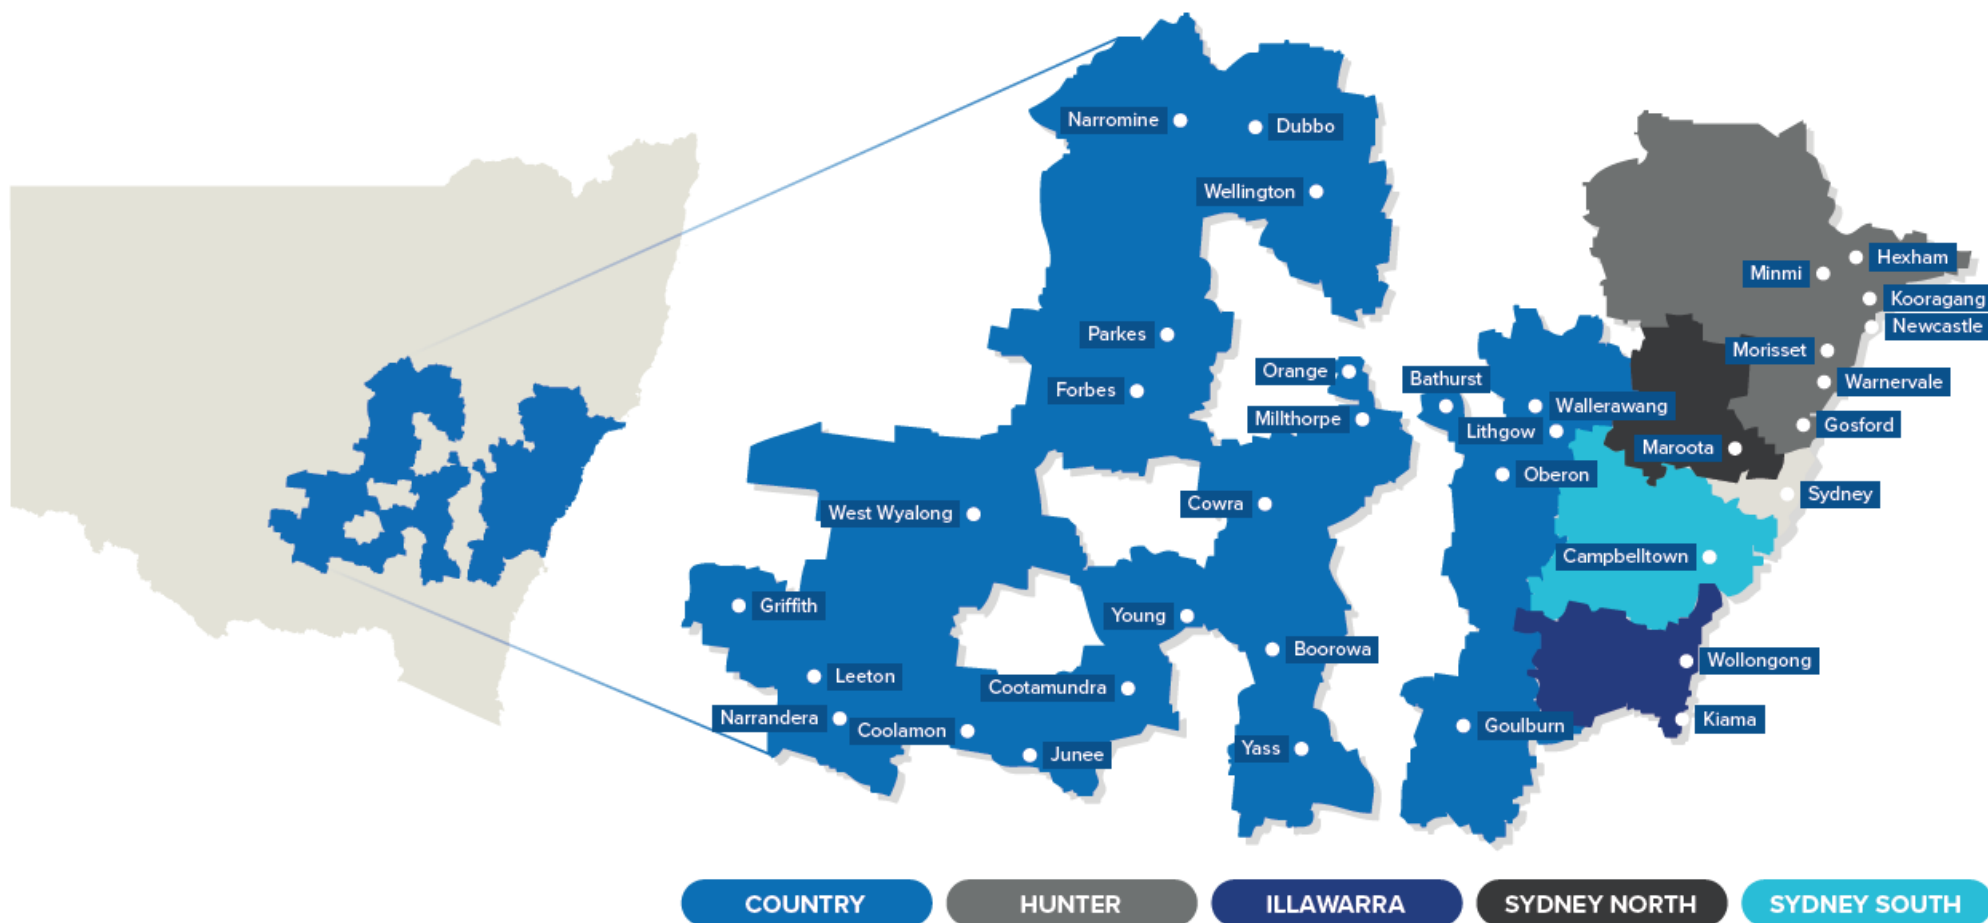 Narromine
Dubbo
Wellington
Hexham
Minmi
Kooragang
Newcastle
Parkes
Morisset
Orange
Bathurst
Warnervale
Forbes
Wallerawang
Millthorpe
Gosford
Lithgow
Maroota
Oberon
Sydney
Cowra
West Wyalong
Campbelltown
Griffith
Young
Boorowa
Wollongong
Leeton
Cootamundra
Narrandera
Kiama
Goulburn
Coolamon
Yass
Junee
COUNTRY
HUNTER
ILLAWARRA
SYDNEY NORTH
SYDNEY SOUTH